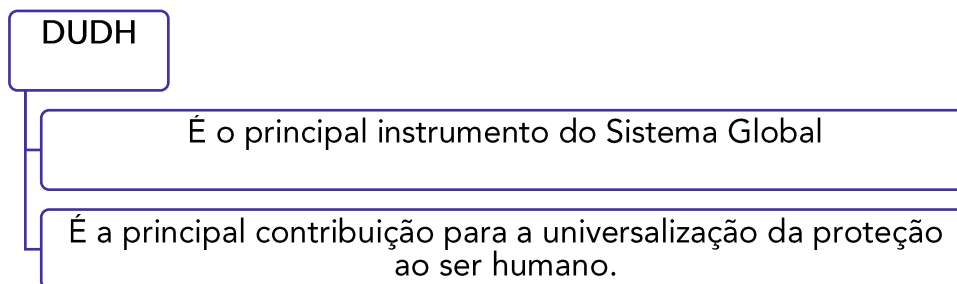 DUDH
É o principal instrumento do Sistema Global
É a principal contribuição para a universalização da proteção
ao ser humano.